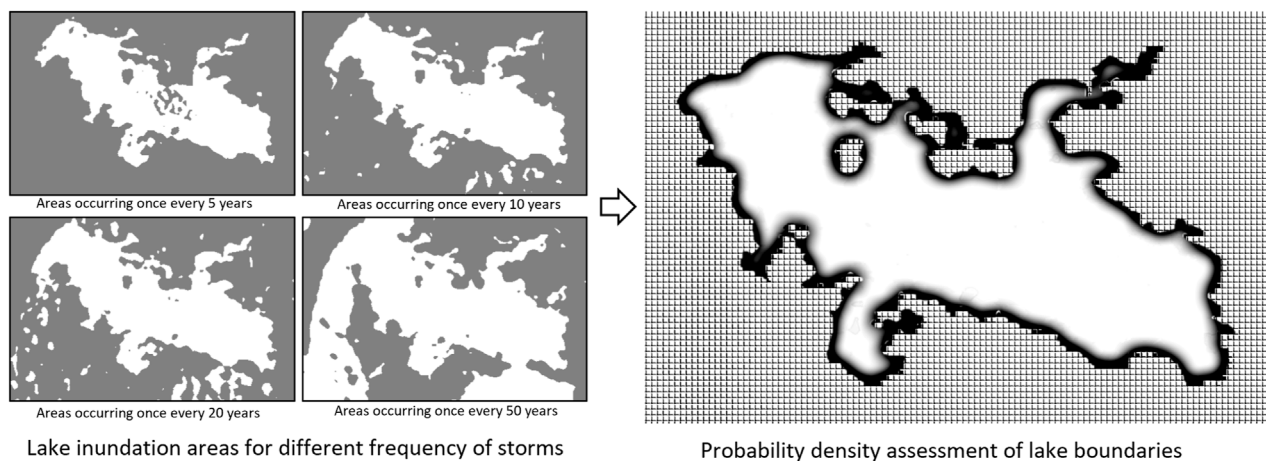 Areas occurring once every 5 years
Areas occurring once every 10 years
Areas occurring once every 20 years
Areas occurring once every 50 years
Lake inundation areas for different frequency of storms
Probability density assessment of lake boundaries